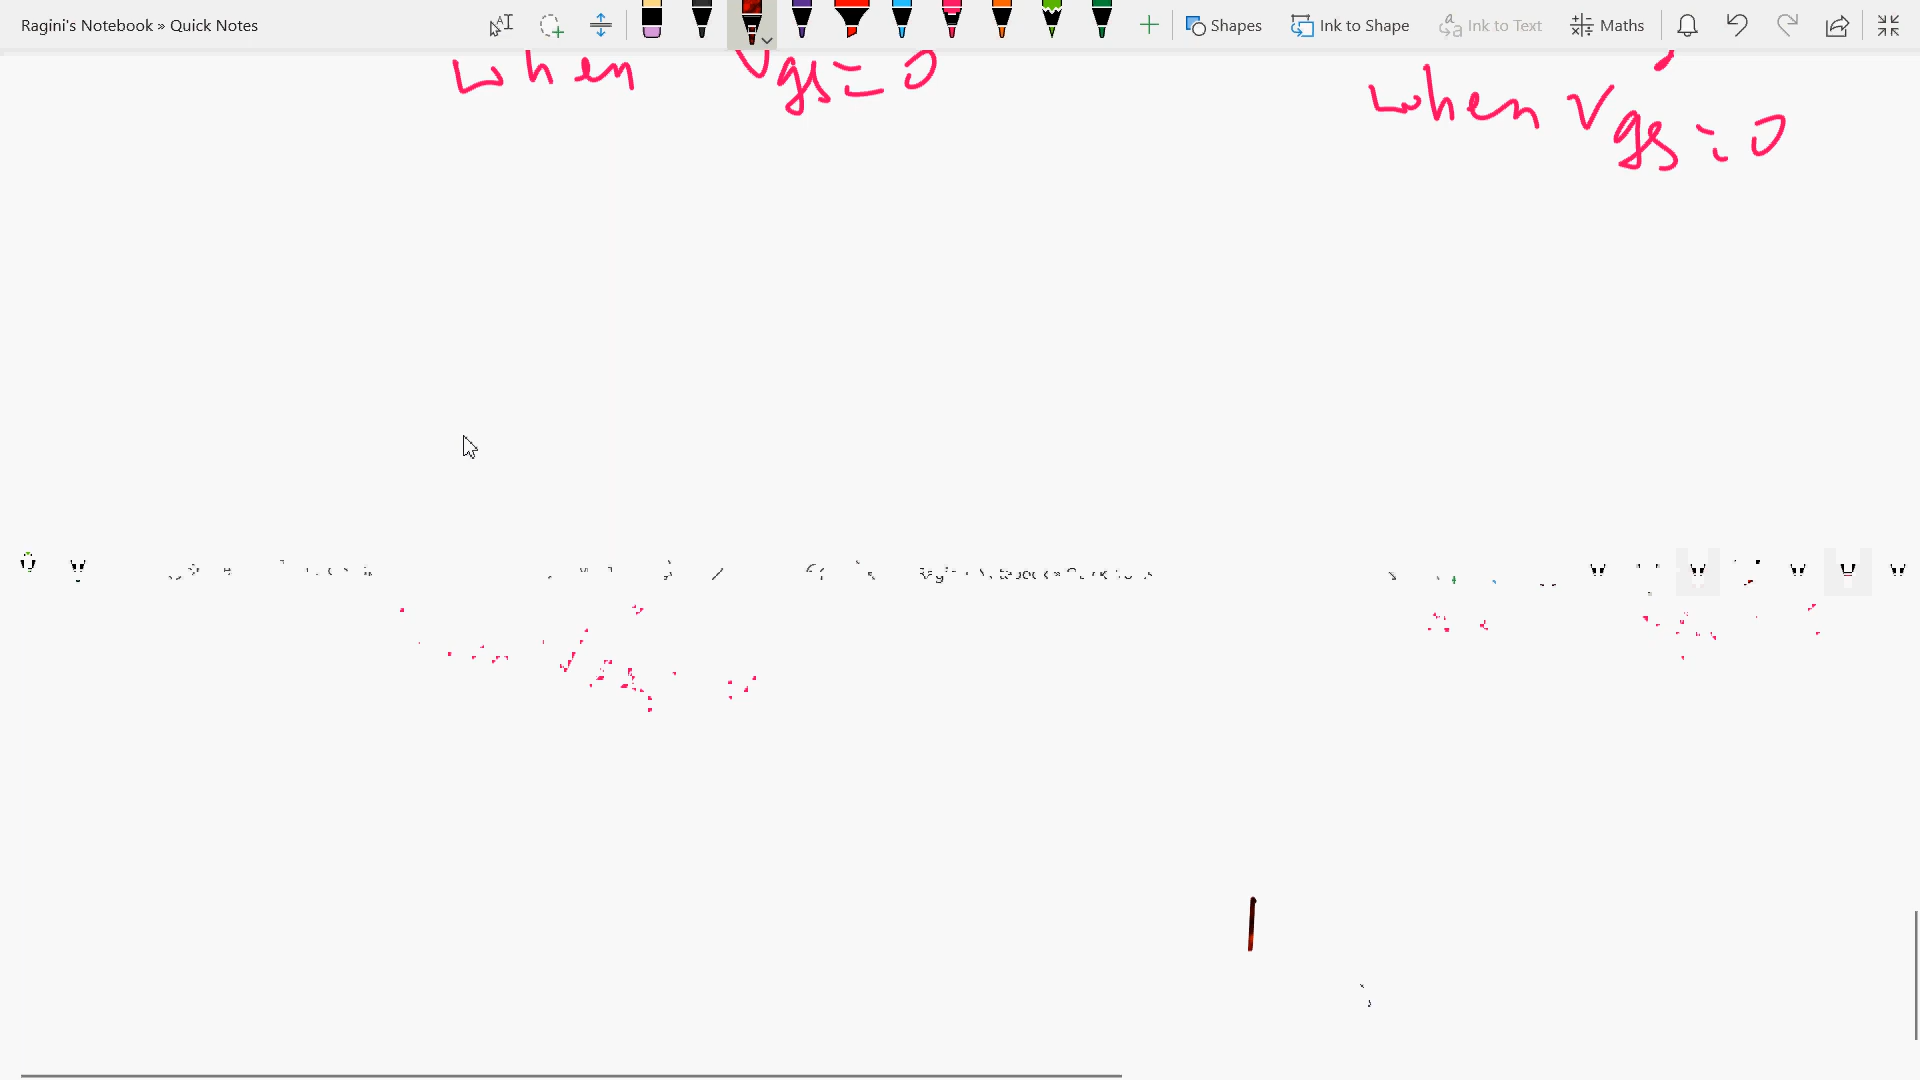 Ragini's Notebook » Quick Notes
Shapes Ink to Shape Ink to Text Maths
when Vgs = 0
when Vgs = 0